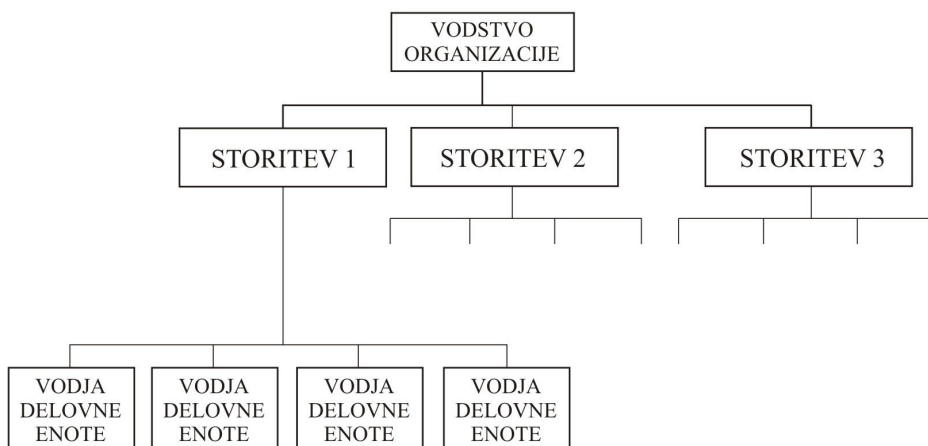 VODSTVO
ORGANIZACIJE
STORITEV 1
STORITEV 2
STORITEV 3
VODJA
DELOVNE
ENOTE
VODJA
DELOVNE
ENOTE
VODJA
DELOVNE
ENOTE
VODJA
DELOVNE
ENOTE